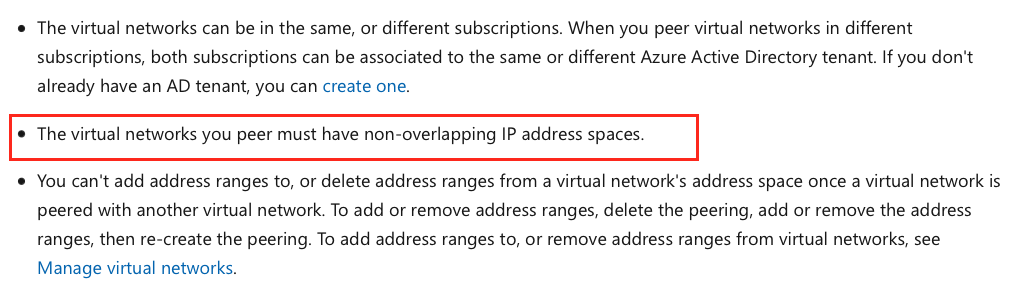 The virtual networks can be in the same, or different subscriptions. When you peer virtual networks in different
subscriptions, both subscriptions can be associated to the same or different Azure Active Directory tenant. If you don't
already have an AD tenant, you can create one.
The virtual networks you peer must have non-overlapping IP address spaces.
You can't add address ranges to, or delete address ranges from a virtual network's address space once a virtual network is
peered with another virtual network. To add or remove address ranges, delete the peering, add or remove the address
ranges, then re-create the peering. To add address ranges to, or remove address ranges from virtual networks, see
Manage virtual networks.